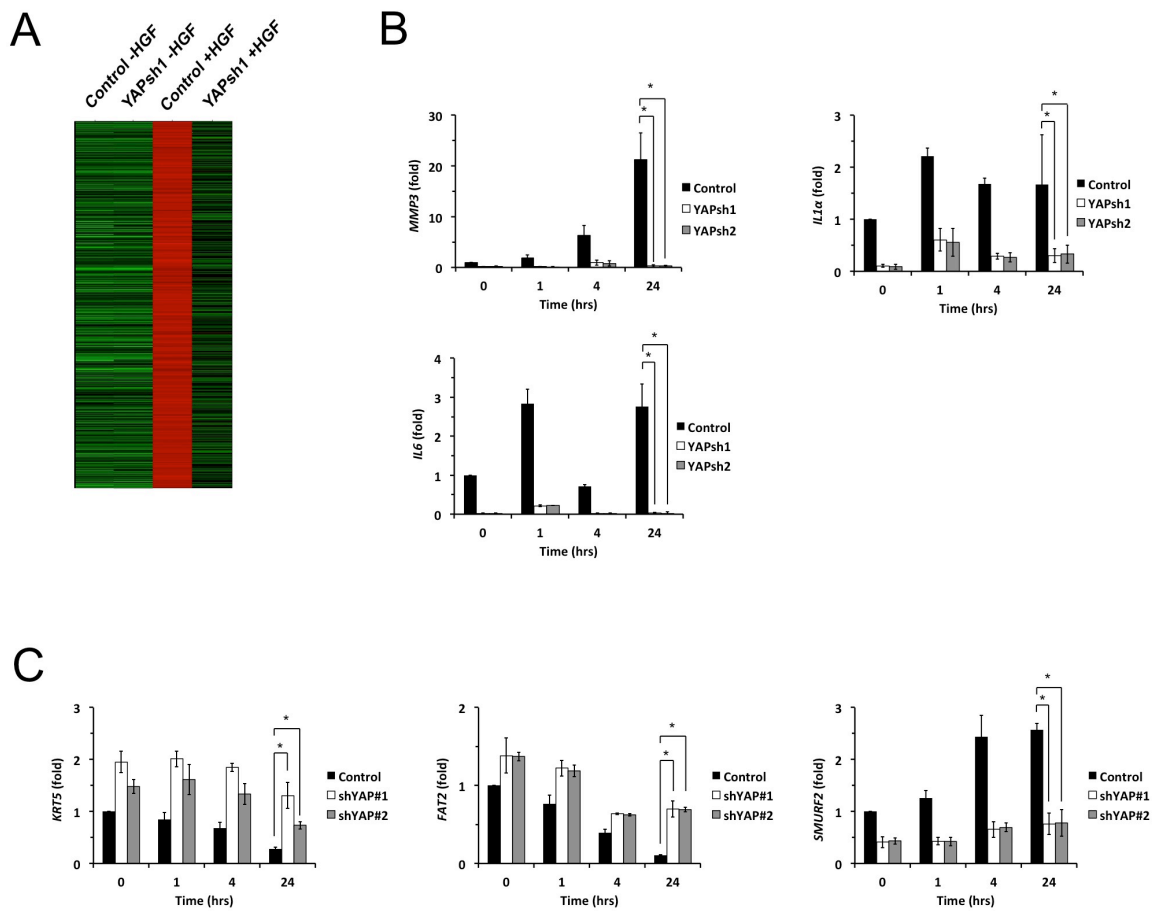 A
Control -HGF
YAPsh1 -HGF
Control +HGF
YAPsh1 +HGF
B
MMP3 (fold)
30
20
10
0
* 
*
Control
YAPsh1
YAPsh2
0 1 4 24
Time (hrs)
IL1α (fold)
3
2
1
0
*
*
Control
YAPsh1
YAPsh2
0 1 4 24
Time (hrs)
IL6 (fold)
4
3
2
1
0
*
*
Control
YAPsh1
YAPsh2
0 1 4 24
Time (hrs)
C
KRT5 (fold)
3
2
1
0
*
*
Control
shYAP#1
shYAP#2
0 1 4 24
Time (hrs)
FAT2 (fold)
2
1
0
*
*
Control
shYAP#1
shYAP#2
0 1 4 24
Time (hrs)
SMURF2 (fold)
3
2
1
0
*
*
Control
shYAP#1
shYAP#2
0 1 4 24
Time (hrs)